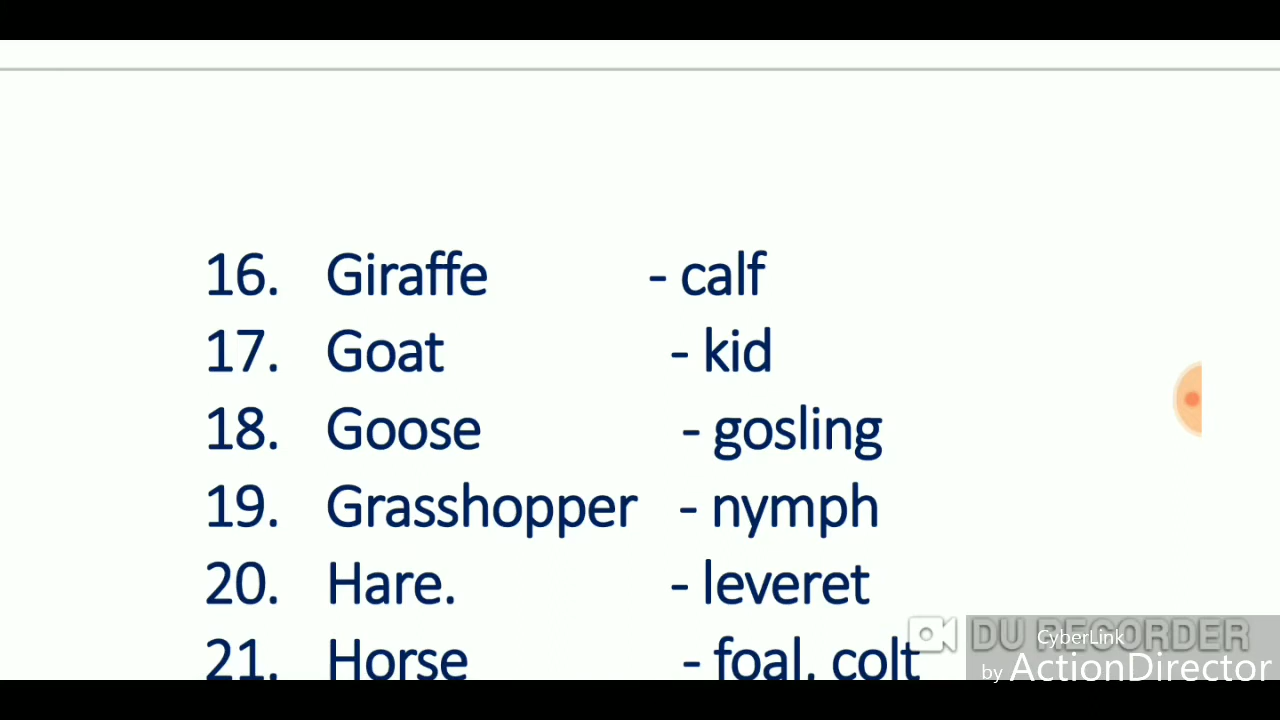 16. Giraffe - calf
17. Goat - kid
18. Goose - gosling
19. Grasshopper - nymph
20. Hare. - leveret
21. Horse - foal, colt
DU RECORDER
CyberLink
by ActionDirector